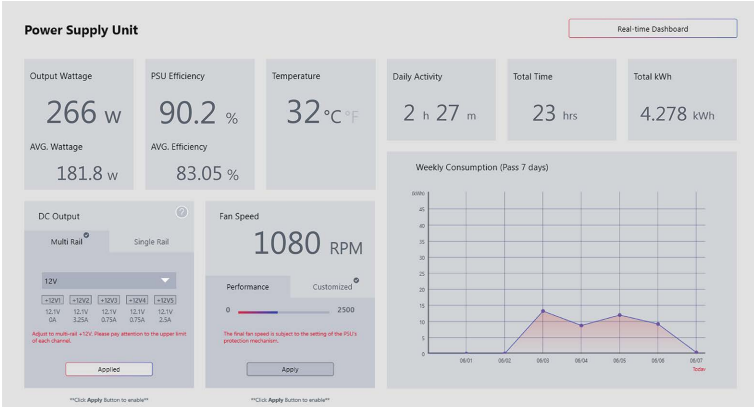 Power Supply Unit
Real-time Dashboard
Output Wattage
266 W
AVG. Wattage
181.8 W
PSU Efficiency
90.2 %
AVG. Efficiency
83.05 %
Temperature
32 °C °F
Daily Activity
2 h 27 m
Total Time
23 hrs
Total kWh
4.278 kWh
DC Output
?
Multi Rail
Single Rail
12V
+12V1 +12V2 +12V3 +12V4 +12V5
12.1V 12.1V 12.1V 12.1V 12.1V
0A 3.25A 0.75A 0.75A 2.5A
Adjust to multi-rail +12V. Please pay attention to the upper limit
of each channel.
Applied
**Click Apply Button to enable**
Fan Speed
1080 RPM
Performance
Customized
0 2500
The final fan speed is subject to the setting of the PSU's
protection mechanism.
Apply
**Click Apply Button to enable**
Weekly Consumption (Pass 7 days)
45
40
35
30
25
20
15
10
5
0
06/01 06/02 06/03 06/04 06/05 06/06 06/07
Today